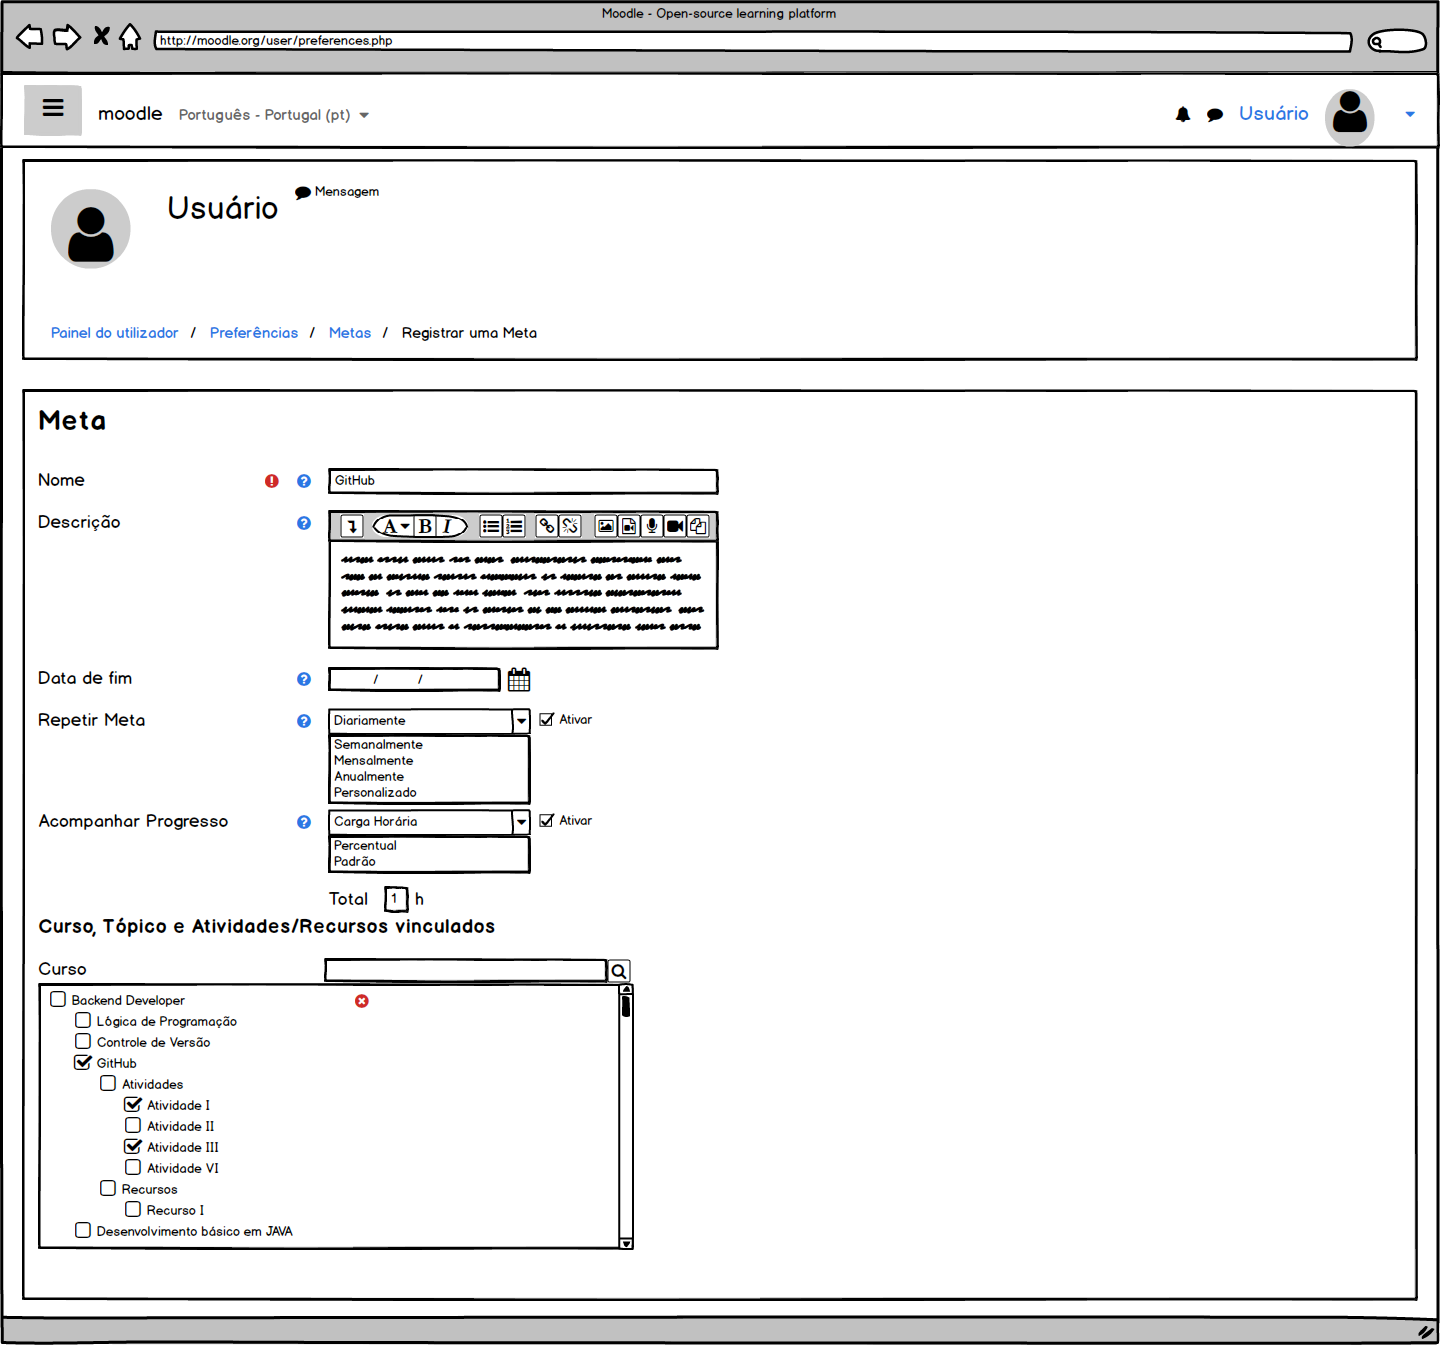 Moodle - Open-source learning platform
http://moodle.org/user/preferences.php
moodle Português - Portugal (pt) Usuário
Usuário Mensagem
Painel do utilizador / Preferências / Metas / Registrar uma Meta
Meta
Nome GitHub
Descrição A B I
Data de fim / /
Repetir Meta Diariamente Ativar
Semanalmente
Mensalmente
Anualmente
Personalizado
Acompanhar Progresso Carga Horária Ativar
Percentual
Padrão
Total 1 h
Curso, Tópico e Atividades/Recursos vinculados
Curso
Backend Developer
Lógica de Programação
Controle de Versão
GitHub
Atividades
Atividade I
Atividade II
Atividade III
Atividade VI
Recursos
Recurso I
Desenvolvimento básico em JAVA